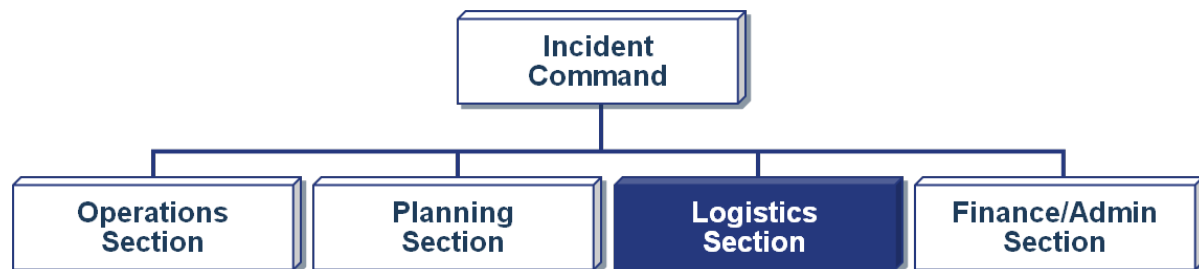 Incident
Command
Operations
Section
Planning
Section
Logistics
Section
Finance/Admin
Section